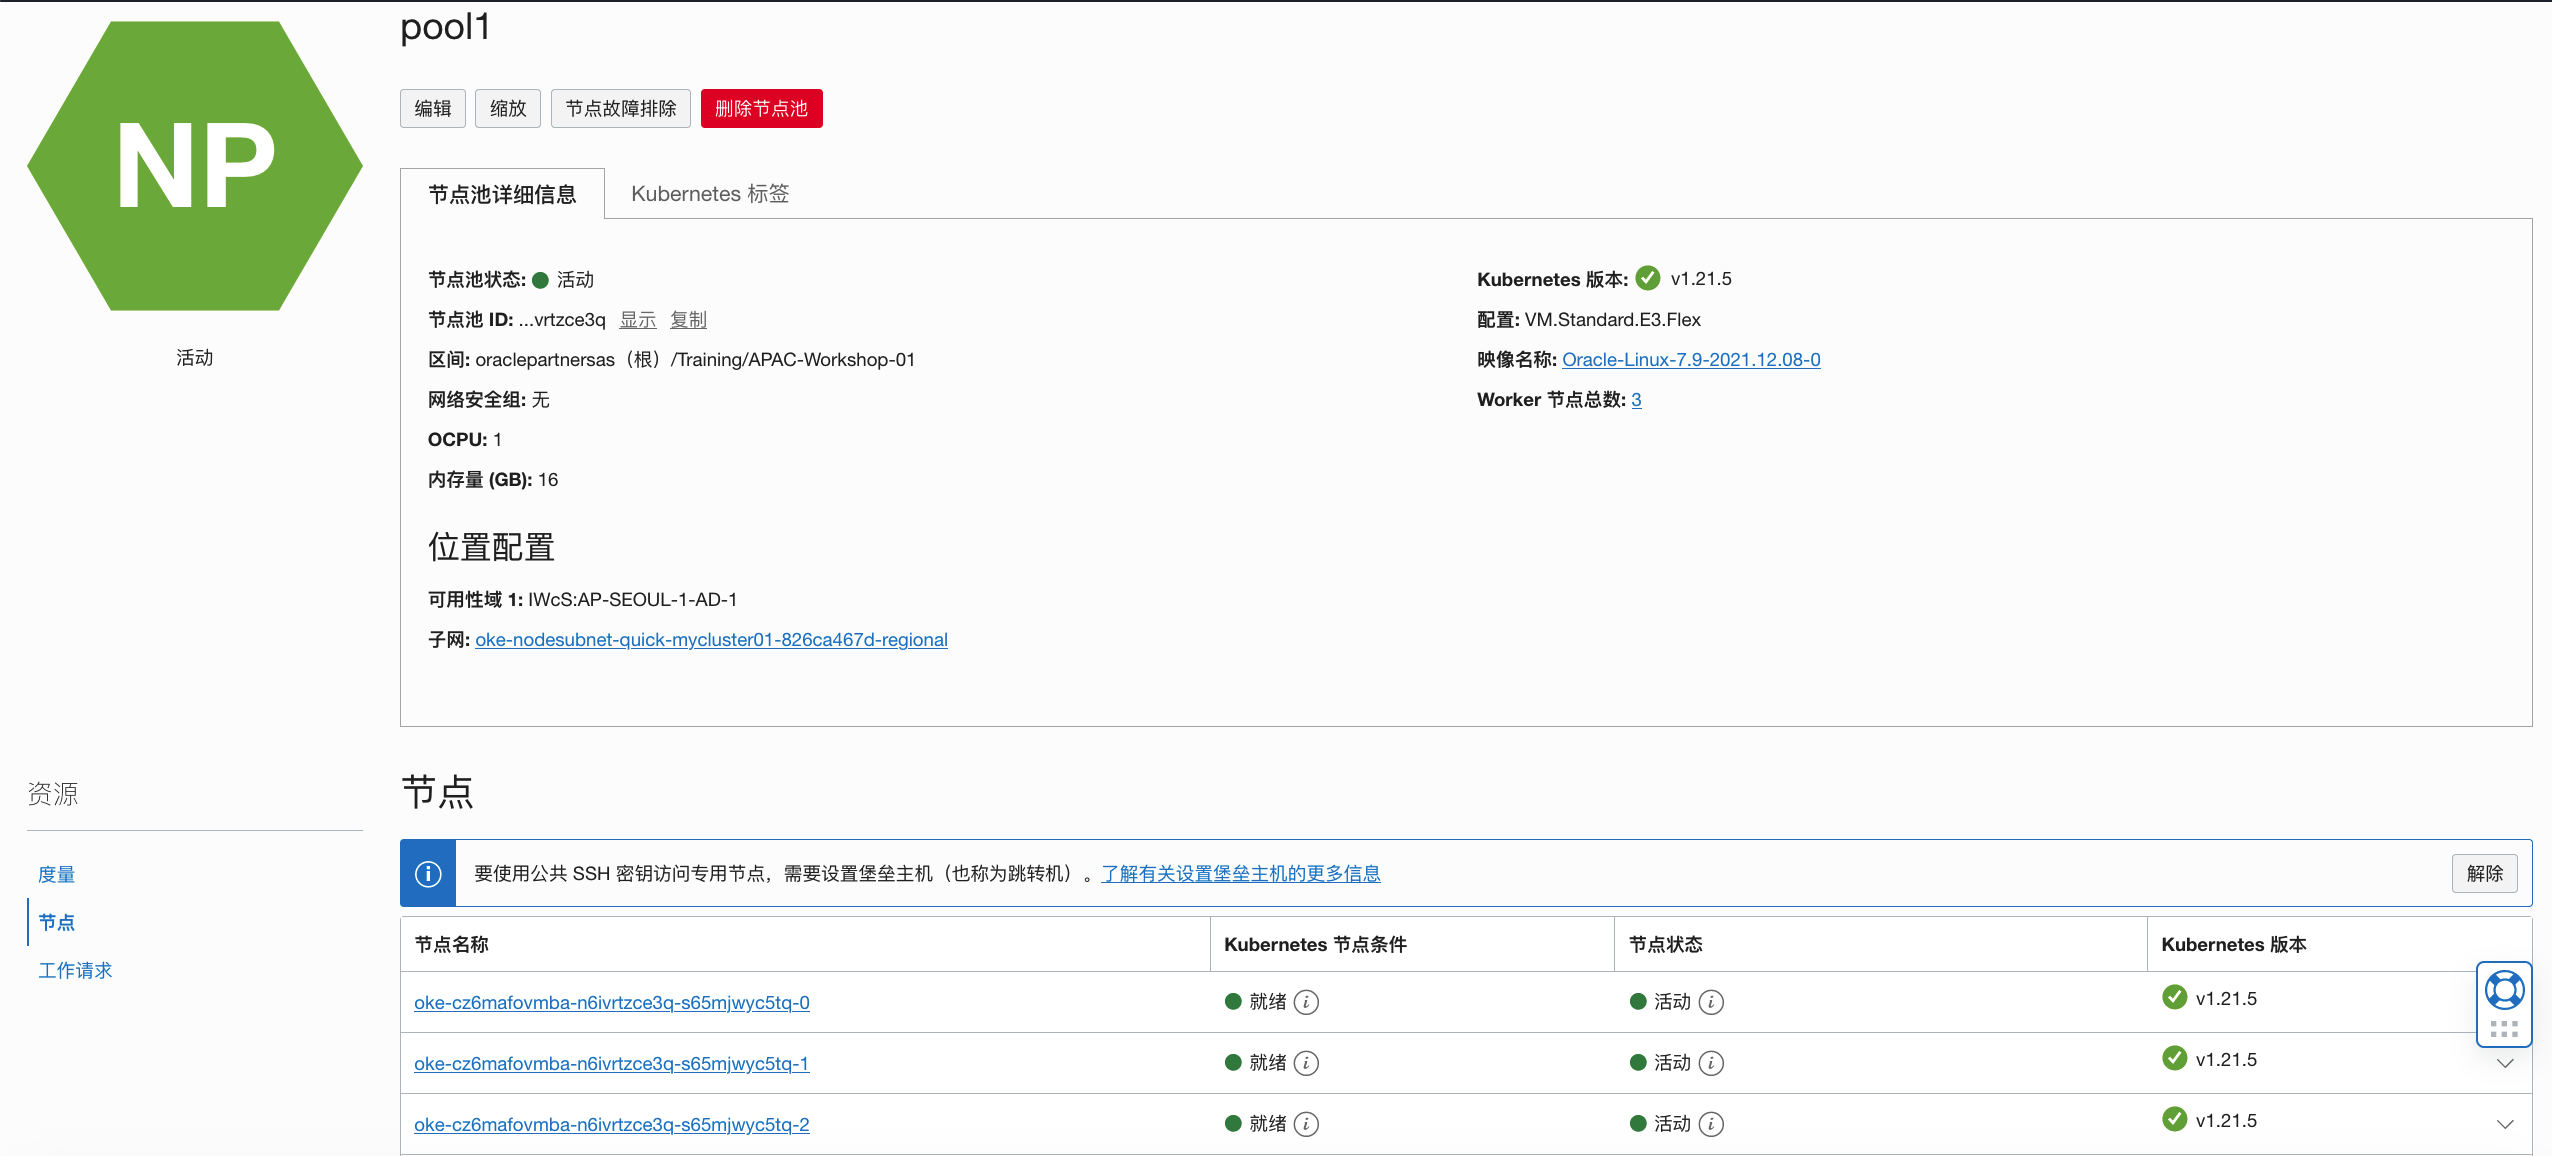 pool1
NP
活动
编辑 缩放 节点故障排除 删除节点池
节点池详细信息 Kubernetes 标签
节点池状态: 活动
节点池 ID: ...vrtzce3q 显示 复制
区间: oraclepartnersas（根）/Training/APAC-Workshop-01
网络安全组: 无
OCPU: 1
内存量 (GB): 16
Kubernetes 版本: v1.21.5
配置: VM.Standard.E3.Flex
映像名称: Oracle-Linux-7.9-2021.12.08-0
Worker 节点总数: 3
位置配置
可用性域 1: IWcS:AP-SEOUL-1-AD-1
子网: oke-nodesubnet-quick-mycluster01-826ca467d-regional
资源
度量
节点
工作请求
节点
要使用公共 SSH 密钥访问专用节点，需要设置堡垒主机（也称为跳转机）。了解有关设置堡垒主机的更多信息 解除
节点名称 Kubernetes 节点条件 节点状态 Kubernetes 版本
oke-cz6mafovmba-n6ivrtzce3q-s65mjwyc5tq-0 就绪 活动 v1.21.5
oke-cz6mafovmba-n6ivrtzce3q-s65mjwyc5tq-1 就绪 活动 v1.21.5
oke-cz6mafovmba-n6ivrtzce3q-s65mjwyc5tq-2 就绪 活动 v1.21.5